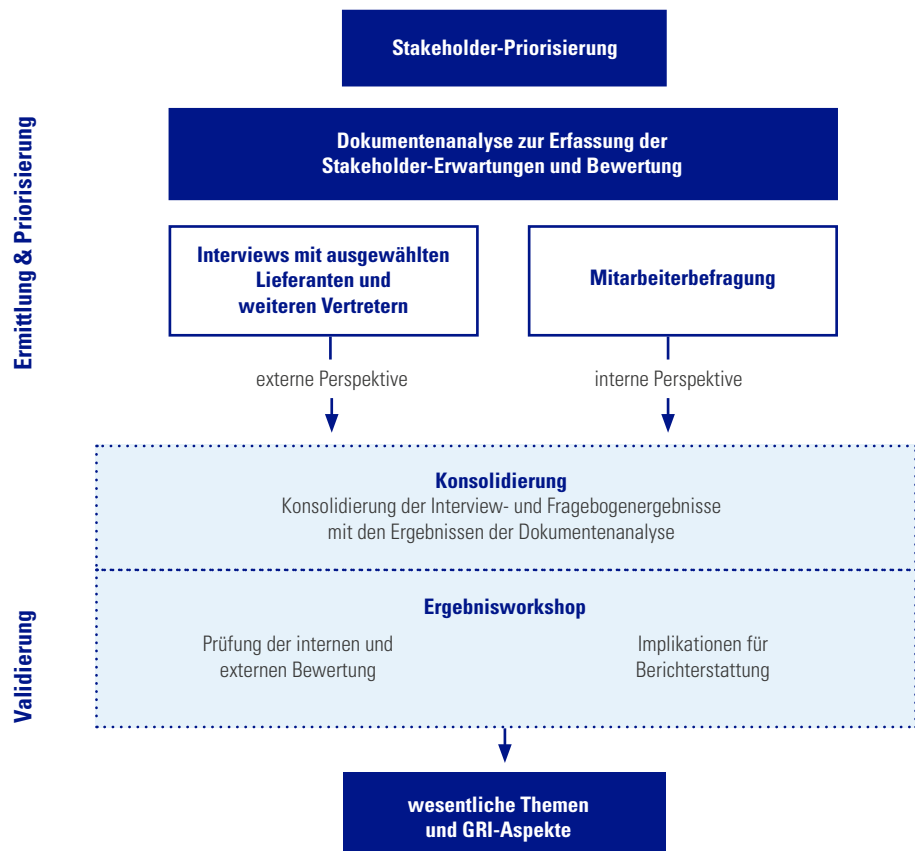 Stakeholder-Priorisierung
Ermittlung & Priorisierung
Dokumentenanalyse zur Erfassung der
Stakeholder-Erwartungen und Bewertung
Interviews mit ausgewählten
Lieferanten und
weiteren Vertretern
Mitarbeiterbefragung
externe Perspektive
interne Perspektive
Konsolidierung
Konsolidierung der Interview- und Fragebogenergebnisse
mit den Ergebnissen der Dokumentenanalyse
Validierung
Ergebnisworkshop
Prüfung der internen und
externen Bewertung
Implikationen für
Berichterstattung
wesentliche Themen
und GRI-Aspekte